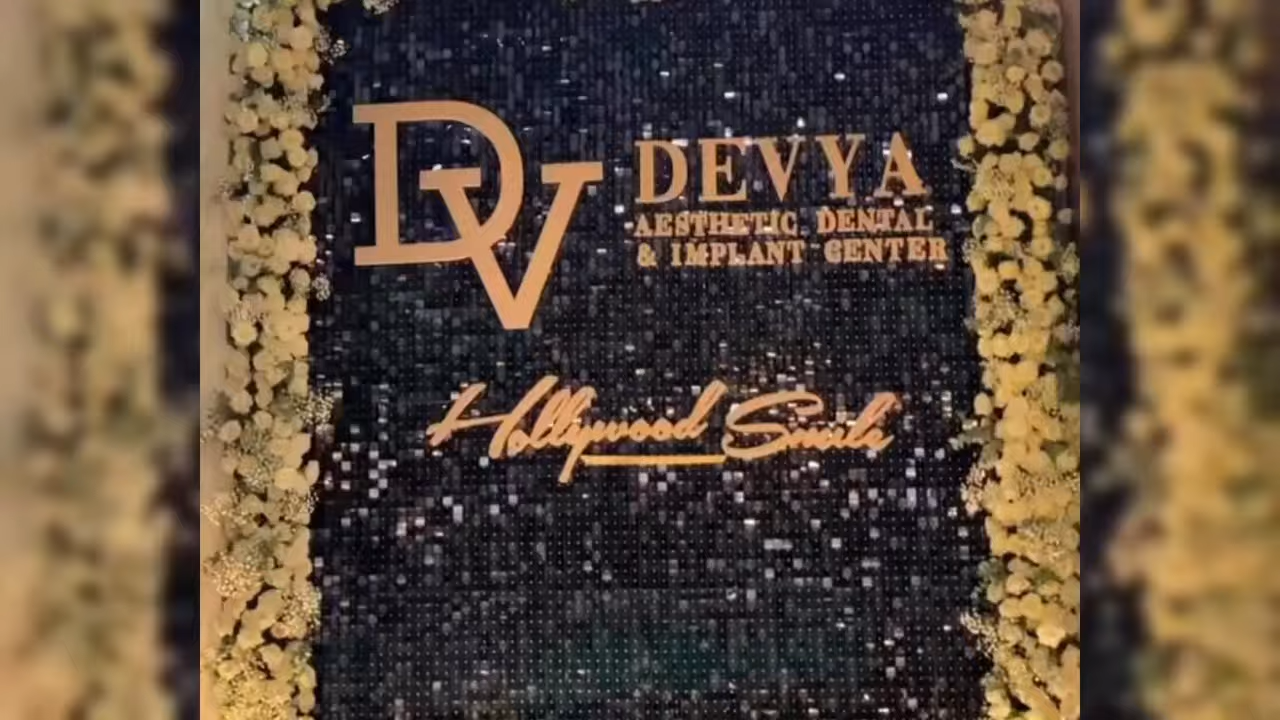 DV
DEVYA
AESTHETIC DENTAL
& IMPLANT CENTER
Hollywood Smile